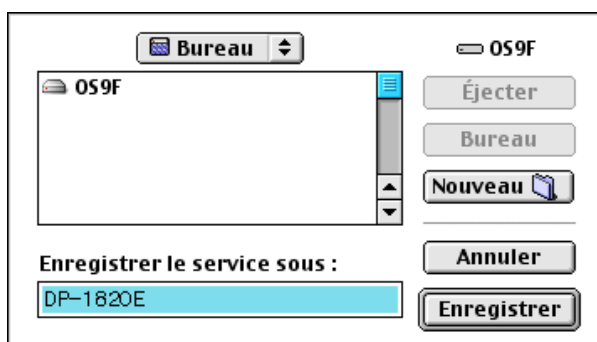 Bureau
OS9F
OS9F
Éjecter
Bureau
Nouveau
Annuler
Enregistrer le service sous :
DP-1820E
Enregistrer